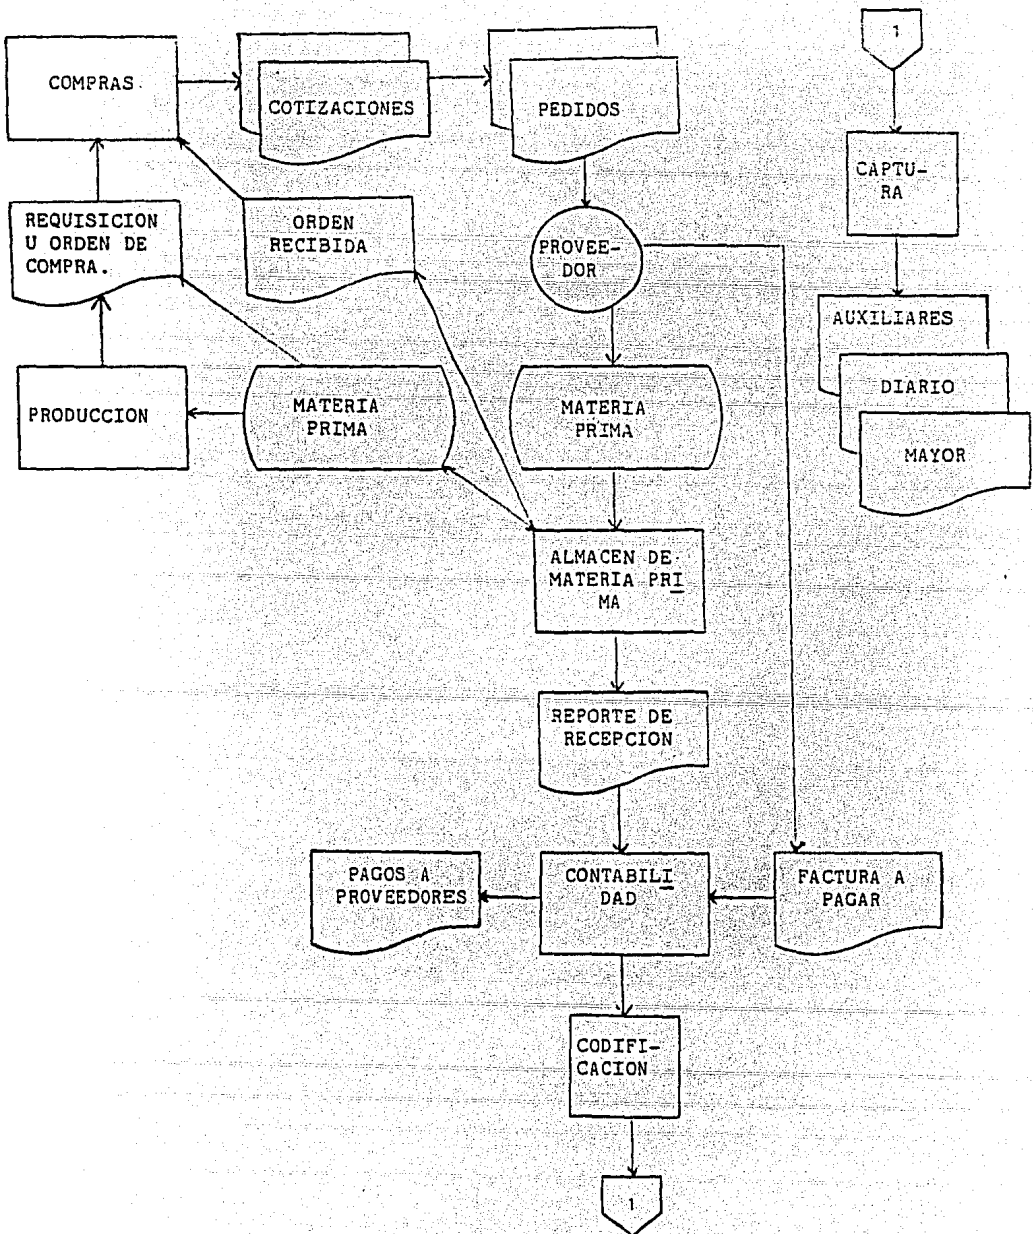 1
COMPRAS.
COTIZACIONES
PEDIDOS
CAPTU-
RA
REQUISICION
U ORDEN DE
COMPRA.
ORDEN
RECIBIDA
PROVEE-
DOR
AUXILIARES
DIARIO
MAYOR
PRODUCCION
MATERIA
PRIMA
MATERIA
PRIMA
ALMACEN DE
MATERIA PRI
MA
REPORTE DE
RECEPCION
PAGOS A
PROVEEDORES
CONTABILI
DAD
FACTURA A
PAGAR
CODIFI-
CACION
1